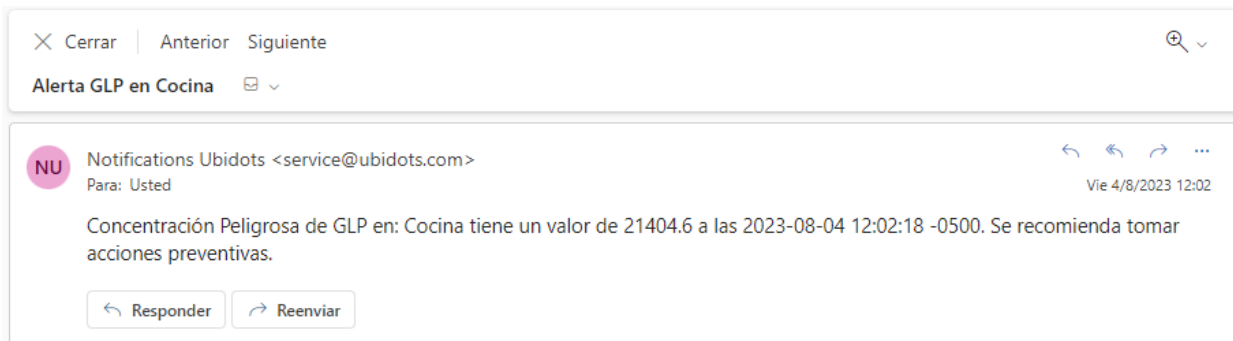 Cerrar Anterior Siguiente
Alerta GLP en Cocina
NU
Notifications Ubidots <service@ubidots.com>
Para: Usted
Vie 4/8/2023 12:02
Concentración Peligrosa de GLP en: Cocina tiene un valor de 21404.6 a las 2023-08-04 12:02:18 -0500. Se recomienda tomar
acciones preventivas.
Responder Reenviar